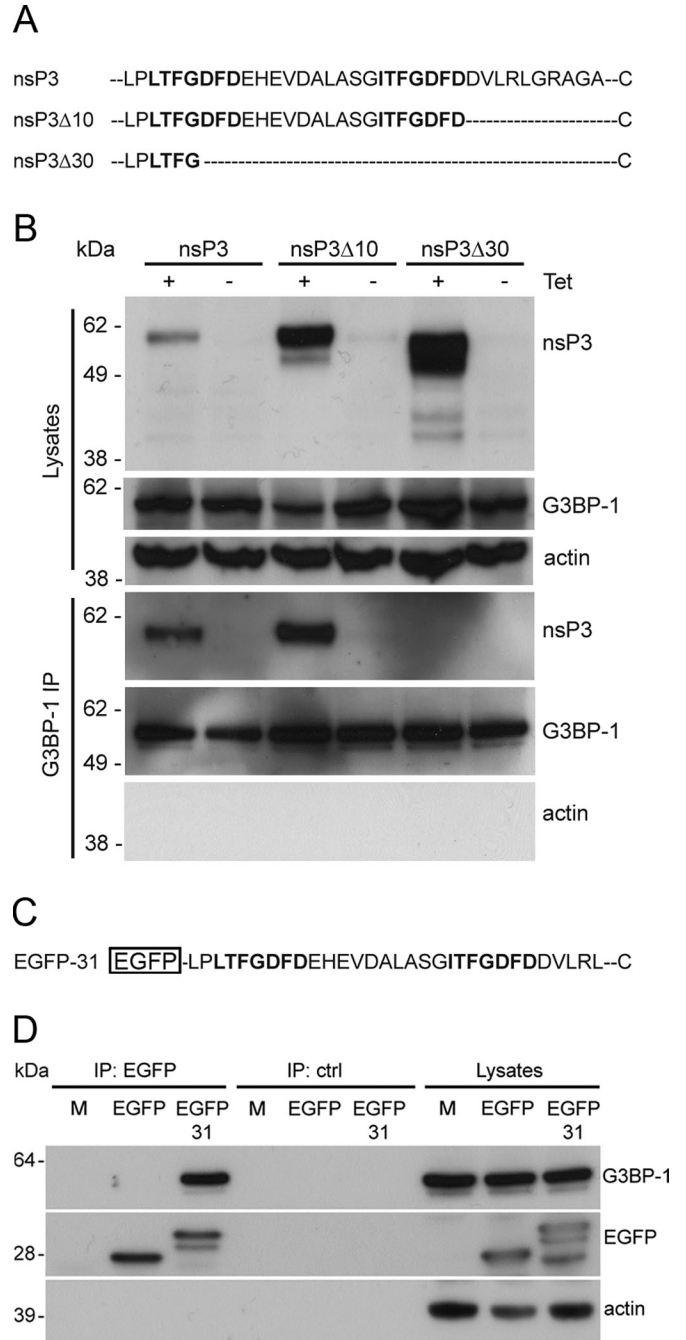 A
nsP3 --LPLTFGDFDEHEVDALASGITFGDFDDVLRLGRAGA--C
nsP3Δ10 --LPLTFGDFDEHEVDALASGITFGDFD---------------------C
nsP3Δ30 --LPLTFG--------------------------------------------------C
B
kDa nsP3 nsP3Δ10 nsP3Δ30
+ - + - + - Tet
Lysates
62 - nsP3
49 -
38 -
62 - G3BP-1
actin
38 -
G3BP-1 IP
62 - nsP3
62 - G3BP-1
49 -
actin
38 -
C
EGFP-31 EGFP-LPLTFGDFDEHEVDALASGITFGDFDDVLRL--C
D
kDa IP: EGFP IP: ctrl Lysates
M EGFP EGFP 31 M EGFP EGFP 31 M EGFP EGFP 31
64- G3BP-1
EGFP
28-
39- actin